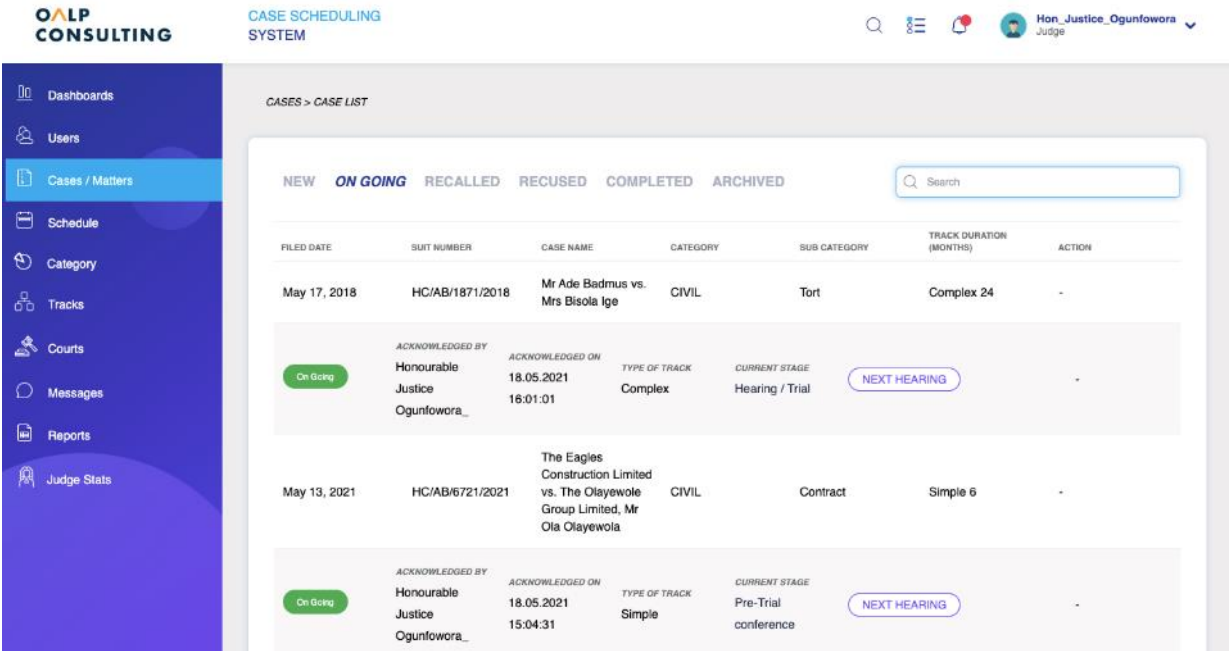 OALP
CONSULTING
CASE SCHEDULING
SYSTEM
Hon_Justice_Ogunfowora
Judge
Dashboards
Users
Cases / Matters
Schedule
Category
Tracks
Courts
Messages
Reports
Judge Stats
CASES > CASE LIST
NEW ON GOING RECALLED RECUSED COMPLETED ARCHIVED
Search
FILED DATE SUIT NUMBER CASE NAME CATEGORY SUB CATEGORY TRACK DURATION (MONTHS) ACTION
May 17, 2018 HC/AB/1871/2018 Mr Ade Badmus vs. Mrs Bisola Ige CIVIL Tort Complex 24 -
On Going
ACKNOWLEDGED BY
Honourable
Justice
Ogunfowora_
ACKNOWLEDGED ON
18.05.2021
16:01:01
TYPE OF TRACK
Complex
CURRENT STAGE
Hearing / Trial
NEXT HEARING
-
May 13, 2021 HC/AB/6721/2021 The Eagles Construction Limited vs. The Olayewole Group Limited, Mr Ola Olayewola CIVIL Contract Simple 6 -
On Going
ACKNOWLEDGED BY
Honourable
Justice
Ogunfowora_
ACKNOWLEDGED ON
18.05.2021
15:04:31
TYPE OF TRACK
Simple
CURRENT STAGE
Pre-Trial
conference
NEXT HEARING
-